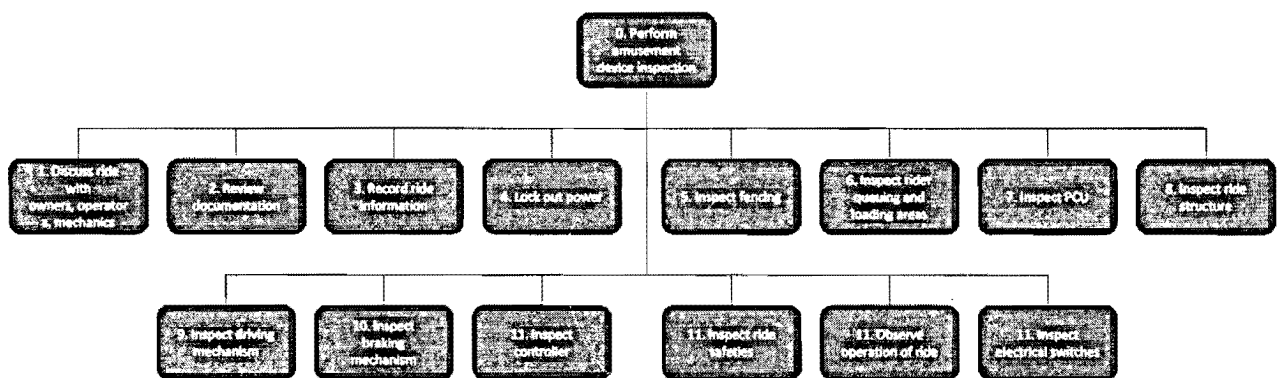 0. Perform
amusement
device inspection
1. Discuss ride
with
owners, operator
s, mechanics
2. Review
documentation
3. Record ride
information
4. Lock out power
5. Inspect fencing
6. Inspect rider
queuing and
loading areas
7. Inspect PCU
8. Inspect ride
structure
9. Inspect driving
mechanism
10. Inspect
braking
mechanism
11. Inspect
controller
11. Inspect ride
safeties
11. Observe
operation of ride
11. Inspect
electrical switches